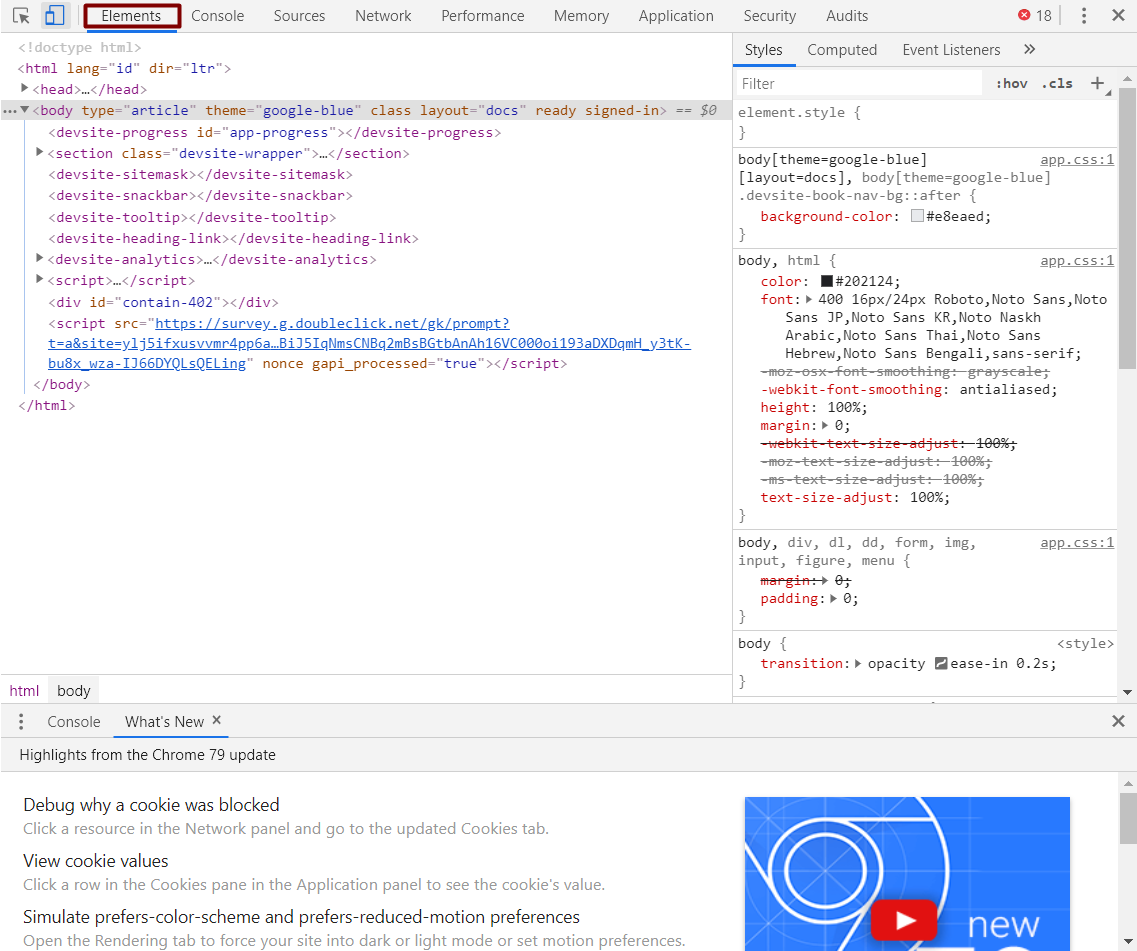 Elements Console Sources Network Performance Memory Application Security Audits 18
<!doctype html>
<html lang="id" dir="ltr">
<head>…</head>
<body type="article" theme="google-blue" class layout="docs" ready signed-in> == $0
<devsite-progress id="app-progress"></devsite-progress>
<section class="devsite-wrapper">…</section>
<devsite-sitemask></devsite-sitemask>
<devsite-snackbar></devsite-snackbar>
<devsite-tooltip></devsite-tooltip>
<devsite-heading-link></devsite-heading-link>
<devsite-analytics>…</devsite-analytics>
<script>…</script>
<div id="contain-402"></div>
<script src="https://survey.g.doubleclick.net/gk/prompt?
t=a&site=ylj5ifxusvvmr4pp6a…BiJ5IqNmsCNBq2mBsBGtbAnAh16VC000oi193aDXDqmH_y3tK-
bu8x_wza-IJ66DYQLsQELing" nonce gapi_processed="true"></script>
</body>
</html>
html body
Styles Computed Event Listeners »
Filter :hov .cls +
element.style {
}
body[theme=google-blue] app.css:1
[layout=docs], body[theme=google-blue]
.devsite-book-nav-bg::after {
background-color: #e8eaed;
}
body, html { app.css:1
color: #202124;
font: 400 16px/24px Roboto,Noto Sans,Noto
Sans JP,Noto Sans KR,Noto Naskh
Arabic,Noto Sans Thai,Noto Sans
Hebrew,Noto Sans Bengali,sans-serif;
-moz-osx-font-smoothing: grayscale;
-webkit-font-smoothing: antialiased;
height: 100%;
margin: 0;
-webkit-text-size-adjust: 100%;
-moz-text-size-adjust: 100%;
-ms-text-size-adjust: 100%;
text-size-adjust: 100%;
}
body, div, dl, dd, form, img, app.css:1
input, figure, menu {
margin: 0;
padding: 0;
}
body { <style>
transition: opacity ease-in 0.2s;
}
Console What's New
Highlights from the Chrome 79 update
Debug why a cookie was blocked
Click a resource in the Network panel and go to the updated Cookies tab.
View cookie values
Click a row in the Cookies pane in the Application panel to see the cookie's value.
Simulate prefers-color-scheme and prefers-reduced-motion preferences
Open the Rendering tab to force your site into dark or light mode or set motion preferences.
new